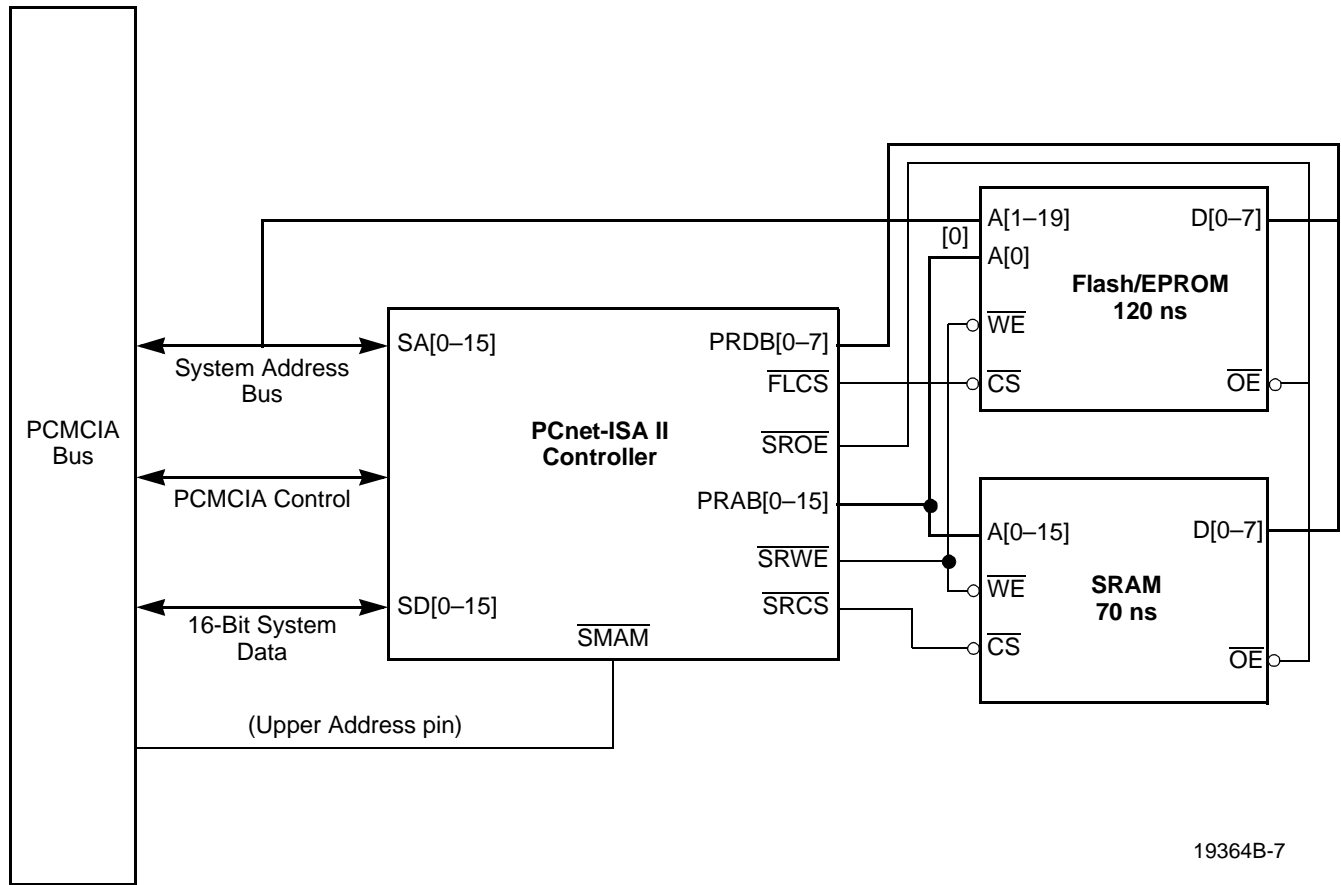 PCMCIA
Bus
System Address
Bus
PCMCIA Control
16-Bit System
Data
(Upper Address pin)
SA[0–15]
SD[0–15]
PCnet-ISA II
Controller
SMAM
PRDB[0–7]
FLCS
SROE
PRAB[0–15]
SRWE
SRCS
[0]
A[1–19]
A[0]
WE
CS
D[0–7]
Flash/EPROM
120 ns
OE
A[0–15]
WE
CS
D[0–7]
SRAM
70 ns
OE
19364B-7